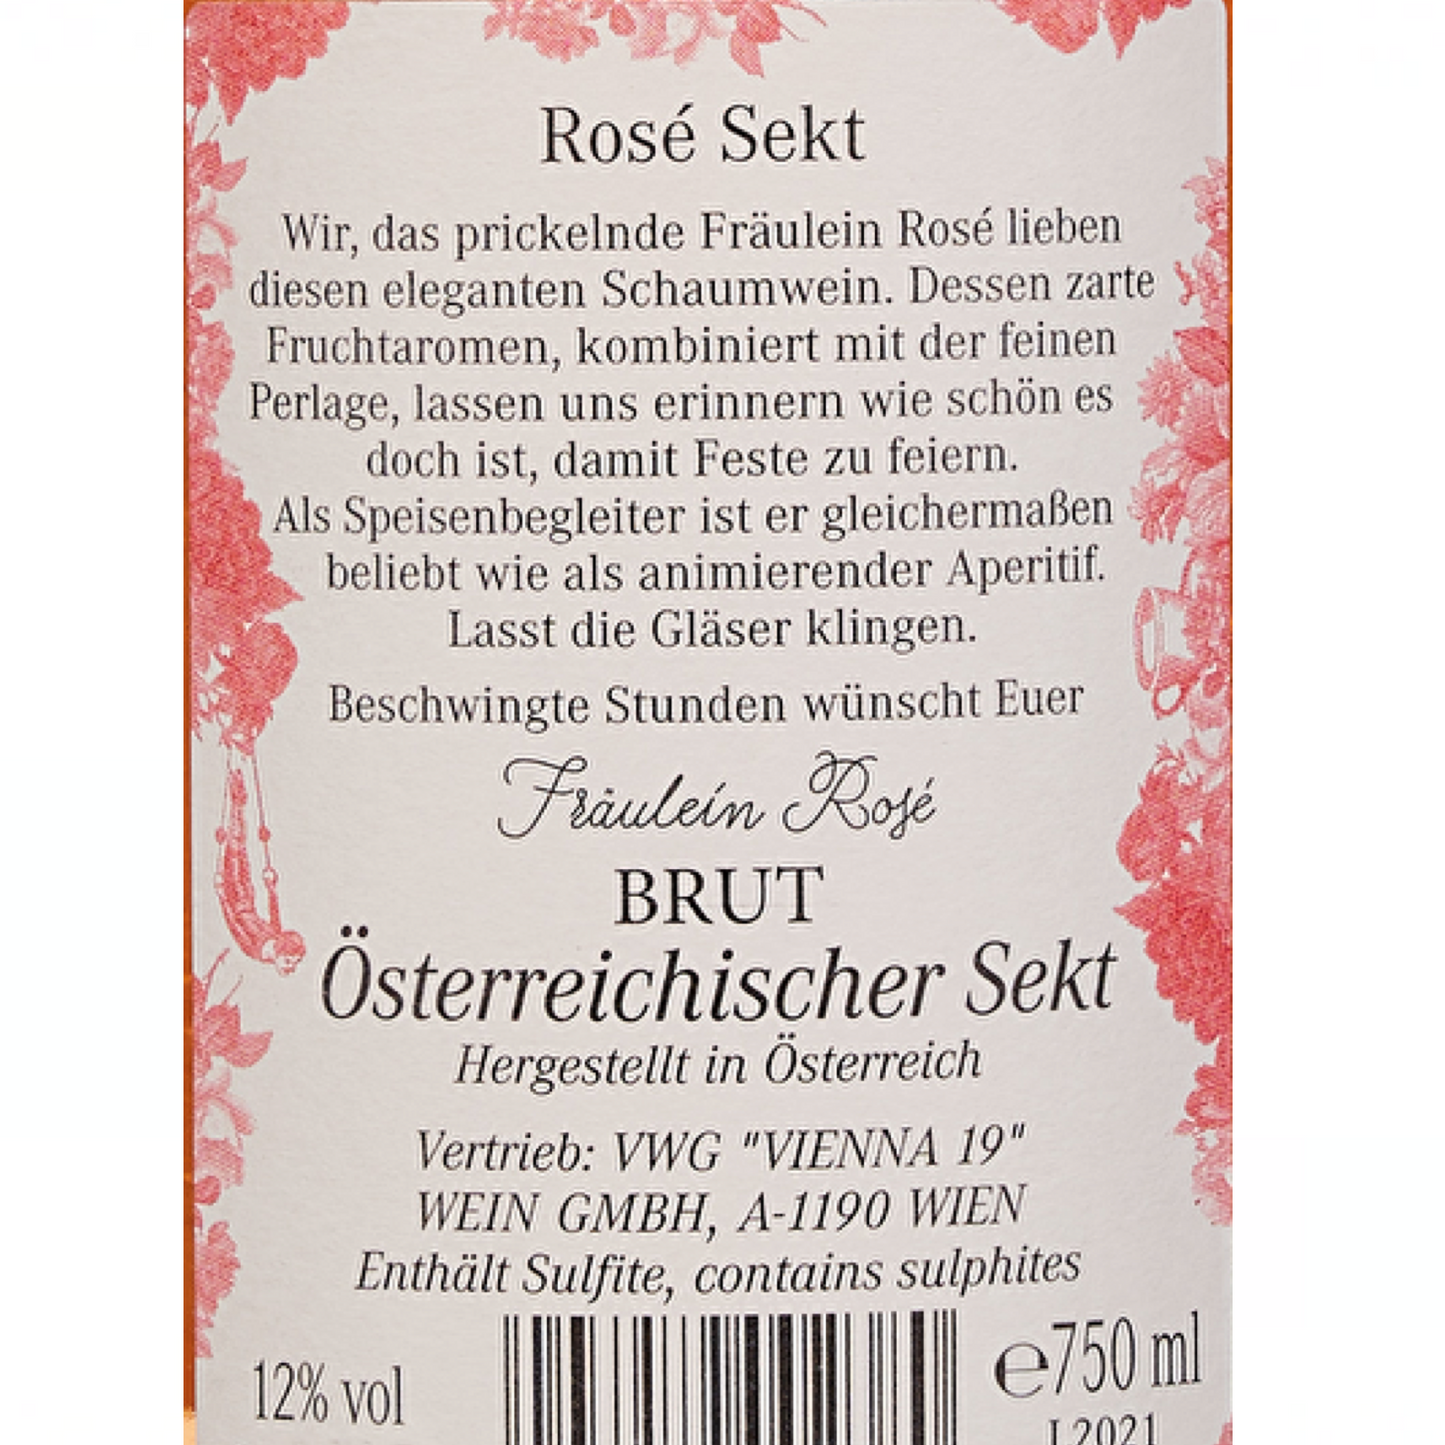 Rosé Sekt
Wir, das prickelnde Fräulein Rosé lieben
diesen eleganten Schaumwein. Dessen zarte
Fruchtaromen, kombiniert mit der feinen
Perlage, lassen uns erinnern wie schön es
doch ist, damit Feste zu feiern.
Als Speisenbegleiter ist er gleichermaßen
beliebt wie als animierender Aperitif.
Lasst die Gläser klingen.
Beschwingte Stunden wünscht Euer
Fräulein Rosé
BRUT
Österreichischer Sekt
Hergestellt in Österreich
Vertrieb: VWG "VIENNA 19"
WEIN GMBH, A-1190 WIEN
Enthält Sulfite, contains sulphites
12% vol
℮750 ml
L2021